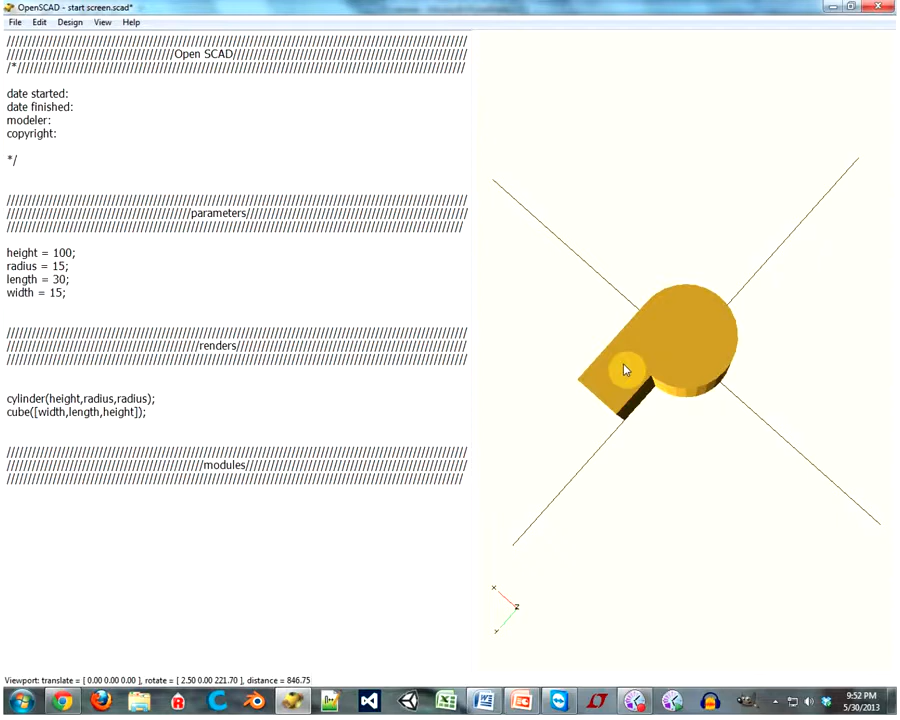 OpenSCAD - start screen.scad*
File Edit Design View Help
//////////////////////////////////////////////////////////////////////////////////////////////////////////////
////////////////////////////////////////Open SCAD////////////////////////////////////////////////////////
/*///////////////////////////////////////////////////////////////////////////////////////////////////////////
date started:
date finished:
modeler:
copyright:
*/
//////////////////////////////////////////////////////////////////////////////////////////////////////////////
////////////////////////////////////////////parameters/////////////////////////////////////////////////////
/////////////////////////////////////////////////////////////////////////////////////////////////////////////
height = 100;
radius = 15;
length = 30;
width = 15;
//////////////////////////////////////////////////////////////////////////////////////////////////////////////
//////////////////////////////////////////////renders///////////////////////////////////////////////////////
//////////////////////////////////////////////////////////////////////////////////////////////////////////////
cylinder(height,radius,radius);
cube([width,length,height]);
//////////////////////////////////////////////////////////////////////////////////////////////////////////////
///////////////////////////////////////////////modules/////////////////////////////////////////////////////
/////////////////////////////////////////////////////////////////////////////////////////////////////////////
x
z
y
Viewport: translate = [ 0.00 0.00 0.00 ], rotate = [ 2.50 0.00 221.70 ], distance = 846.75
9:52 PM
5/30/2013